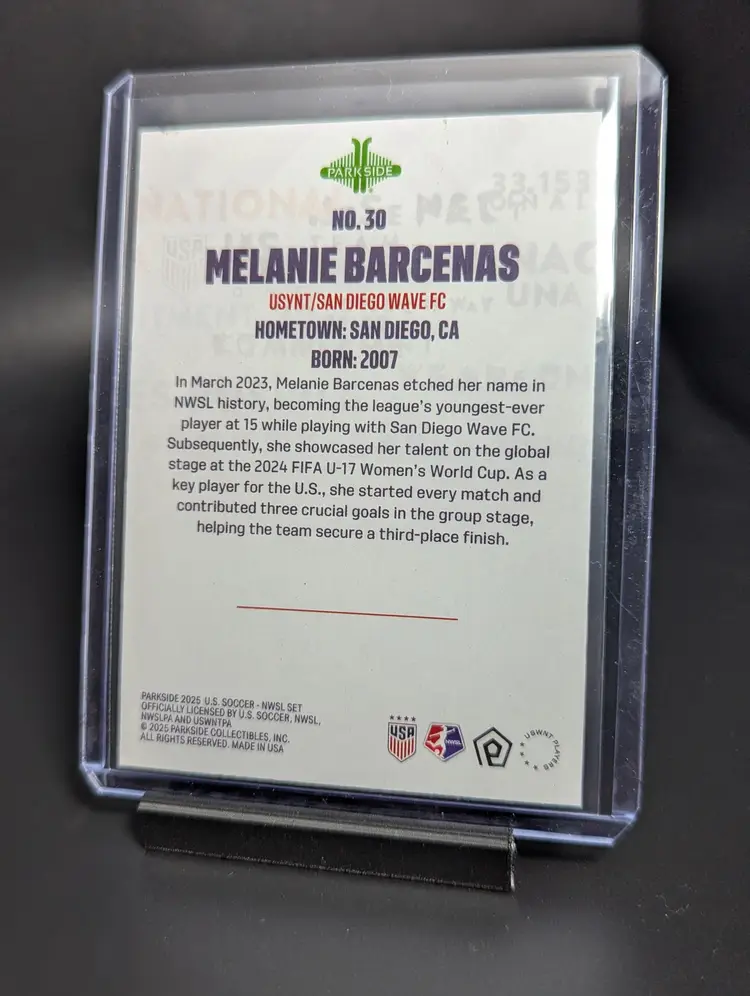 PARKSIDE
NO. 30
MELANIE BARCENAS
USYNT/SAN DIEGO WAVE FC
HOMETOWN: SAN DIEGO, CA
BORN: 2007
In March 2023, Melanie Barcenas etched her name in
NWSL history, becoming the league's youngest-ever
player at 15 while playing with San Diego Wave FC.
Subsequently, she showcased her talent on the global
stage at the 2024 FIFA U-17 Women's World Cup. As a
key player for the U.S., she started every match and
contributed three crucial goals in the group stage,
helping the team secure a third-place finish.
PARKSIDE 2025 U.S. SOCCER - NWSL SET
OFFICIALLY LICENSED BY U.S. SOCCER, NWSL,
NWSLPA AND USWNTPA
© 2025 PARKSIDE COLLECTIBLES, INC.
ALL RIGHTS RESERVED. MADE IN USA
USA
NWSL
USWNT PLAYERS